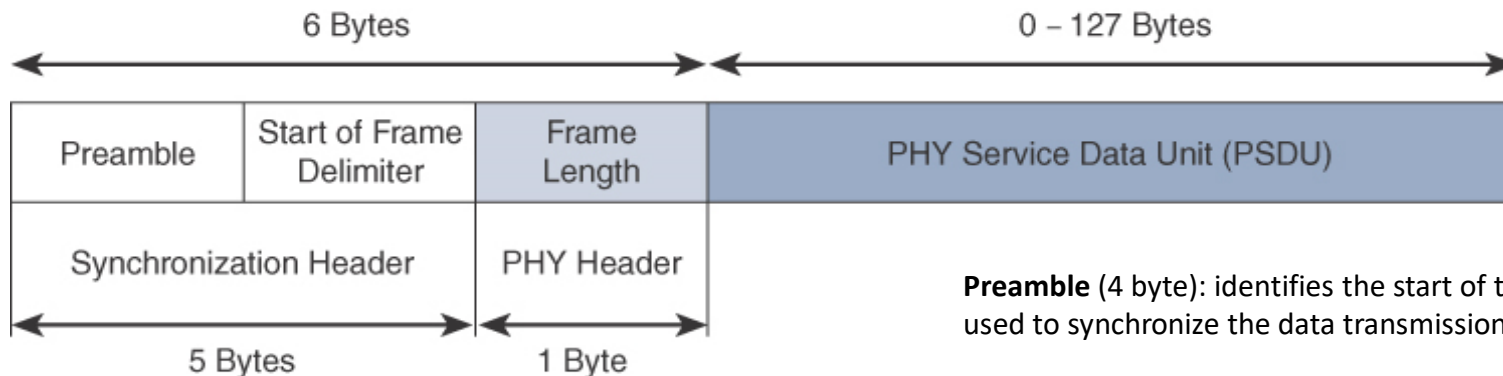 6 Bytes
0 – 127 Bytes
Preamble
Start of Frame
Delimiter
Frame
Length
PHY Service Data Unit (PSDU)
Synchronization Header
PHY Header
5 Bytes
1 Byte
Preamble (4 byte): identifies the start of
used to synchronize the data transmission